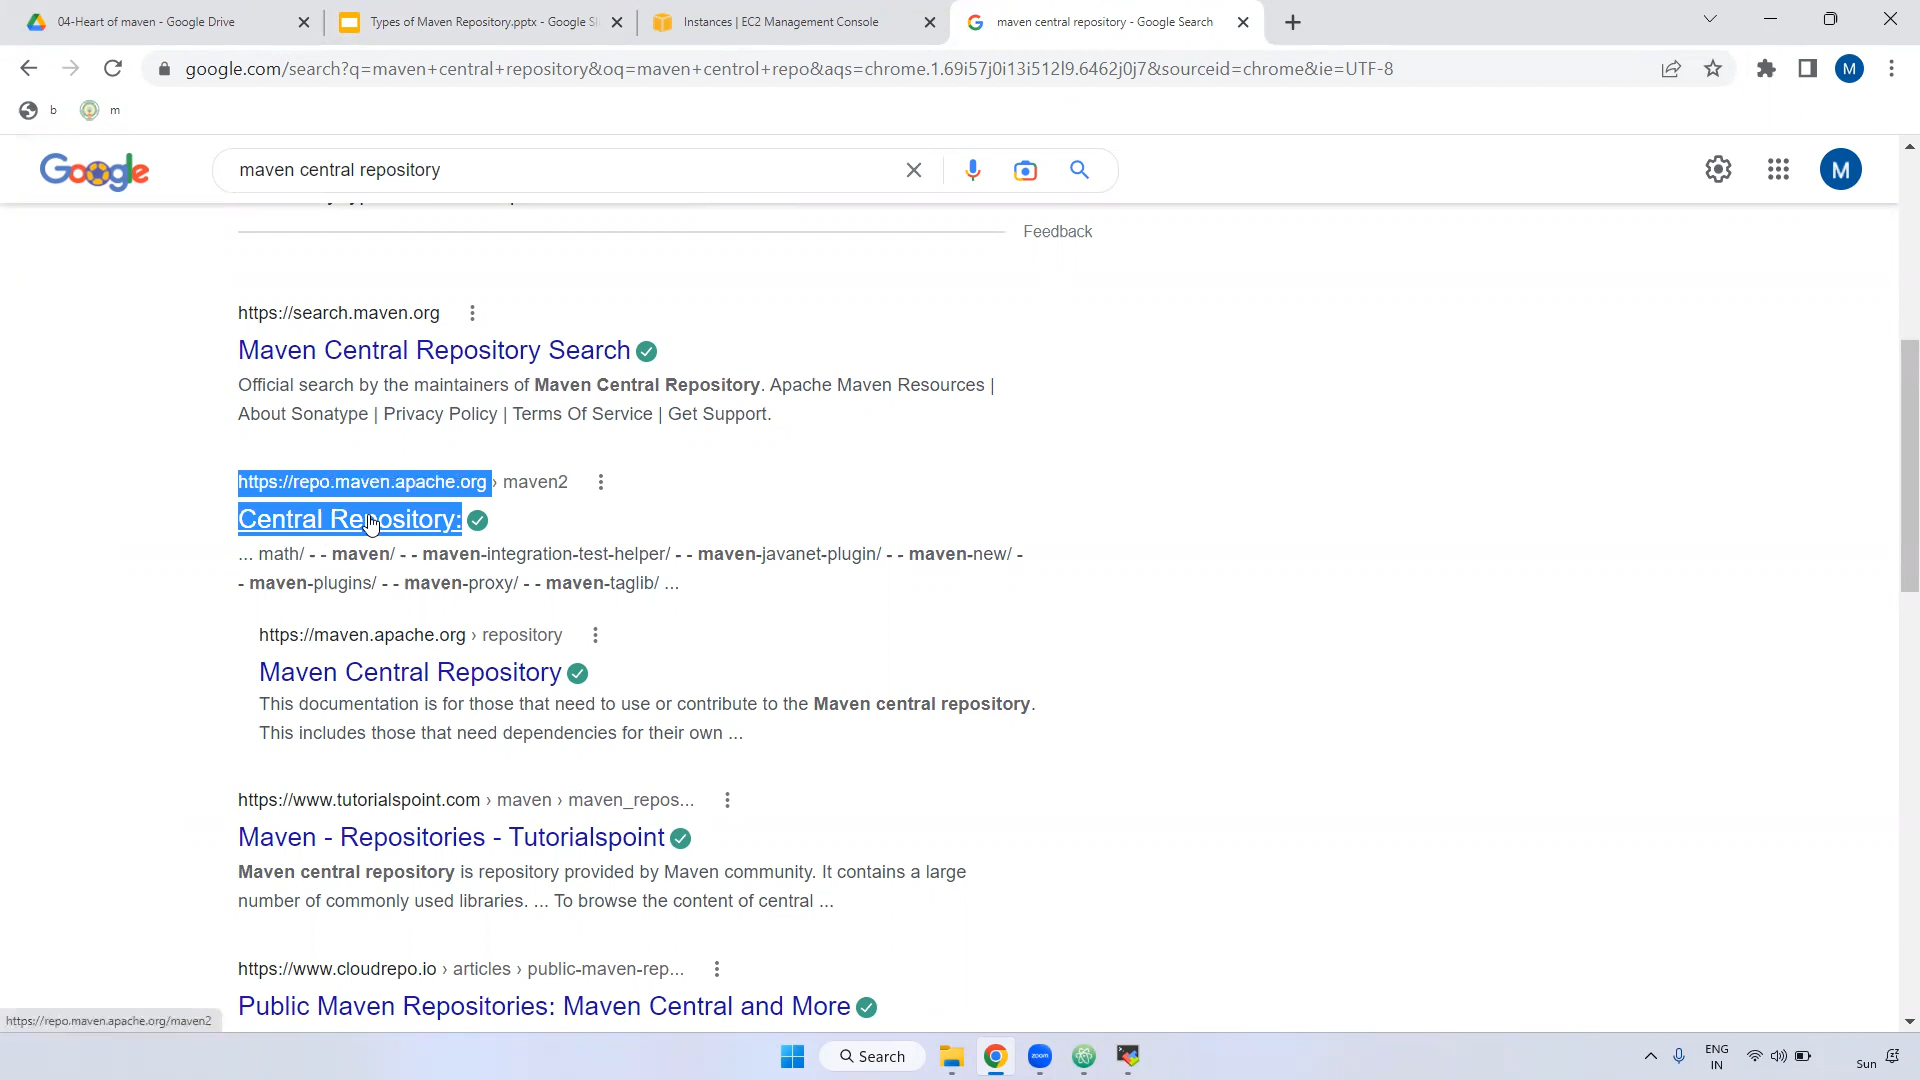 04-Heart of maven - Google Drive
Types of Maven Repository.pptx - Google Sl
Instances | EC2 Management Console
maven central repository - Google Search
google.com/search?q=maven+central+repository&oq=maven+centrol+repo&aqs=chrome.1.69i57j0i13i512l9.6462j0j7&sourceid=chrome&ie=UTF-8
M
b
m
Google
maven central repository
M
Feedback
https://search.maven.org
Maven Central Repository Search
Official search by the maintainers of Maven Central Repository. Apache Maven Resources |
About Sonatype | Privacy Policy | Terms Of Service | Get Support.
https://repo.maven.apache.org › maven2
Central Repository:
... math/ - - maven/ - - maven-integration-test-helper/ - - maven-javanet-plugin/ - - maven-new/ -
- maven-plugins/ - - maven-proxy/ - - maven-taglib/ ...
https://maven.apache.org › repository
Maven Central Repository
This documentation is for those that need to use or contribute to the Maven central repository.
This includes those that need dependencies for their own ...
https://www.tutorialspoint.com › maven › maven_repos...
Maven - Repositories - Tutorialspoint
Maven central repository is repository provided by Maven community. It contains a large
number of commonly used libraries. ... To browse the content of central ...
https://www.cloudrepo.io › articles › public-maven-rep...
Public Maven Repositories: Maven Central and More
https://repo.maven.apache.org/maven2
Search
zoom
ENG
IN
Sun